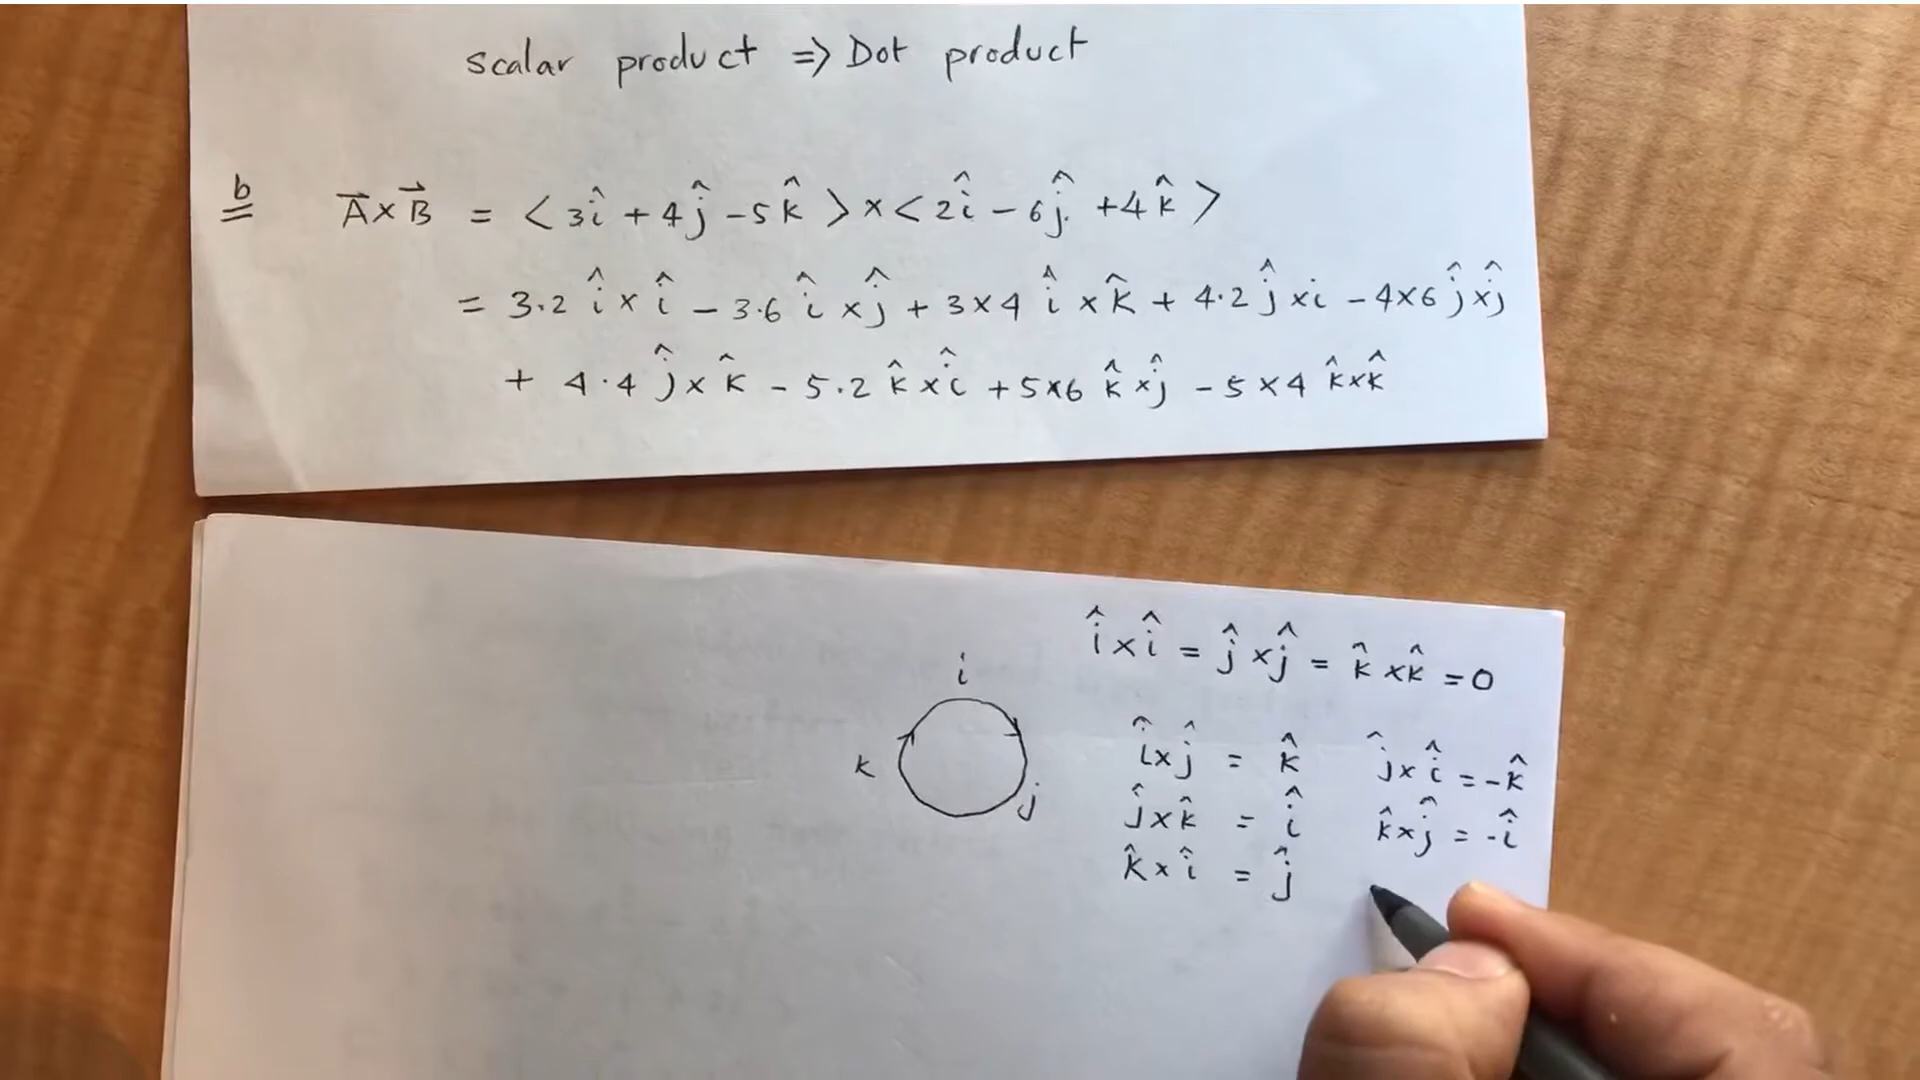 scalar product => Dot product
b A⃗×B⃗ = <3î + 4ĵ - 5k̂> × <2î - 6ĵ + 4k̂>
= 3.2 î × î - 3.6 î × ĵ + 3×4 î × k̂ + 4.2 ĵ × i - 4×6 ĵ × ĵ
+ 4.4 ĵ × k̂ - 5.2 k̂ × î + 5×6 k̂ × ĵ - 5×4 k̂ × k̂
î × î = ĵ × ĵ = k̂ × k̂ = 0
i
k
j
î × ĵ = k̂ ĵ × î = -k̂
ĵ × k̂ = î k̂ × ĵ = -î
k̂ × î = ĵ